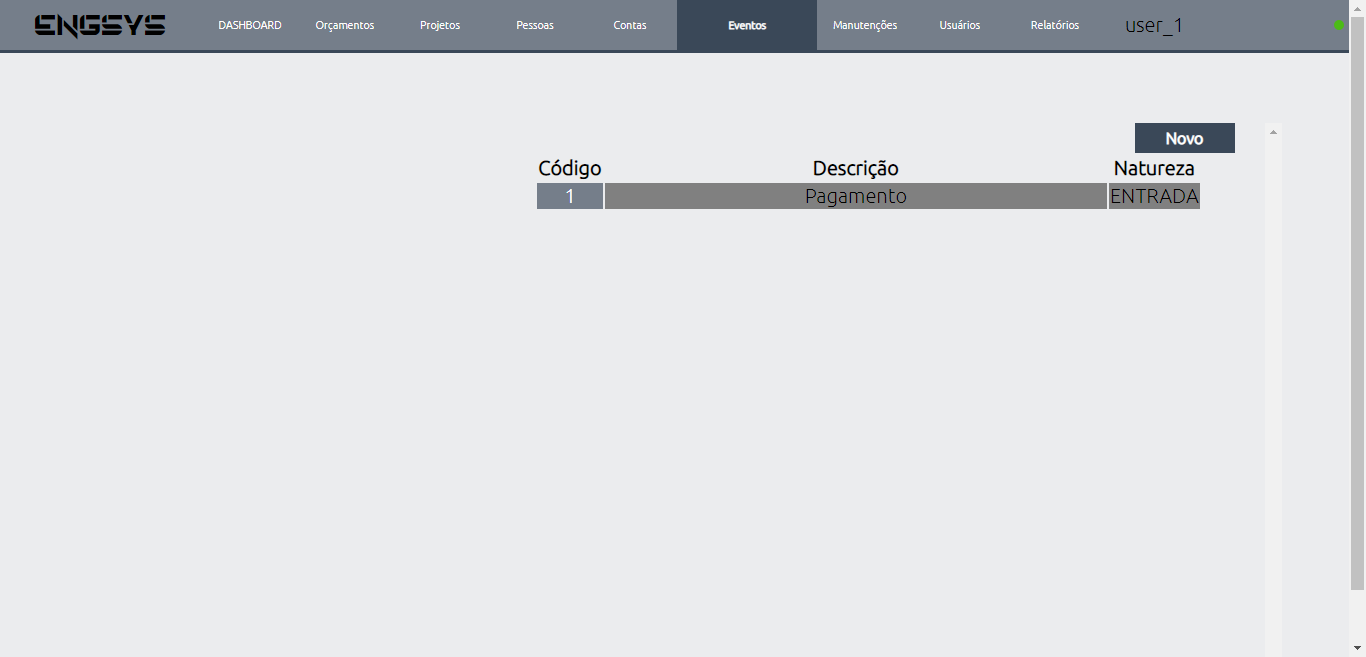 ENGSYS DASHBOARD Orçamentos Projetos Pessoas Contas Eventos Manutenções Usuários Relatórios user_1
Novo
Código Descrição Natureza
1 Pagamento ENTRADA